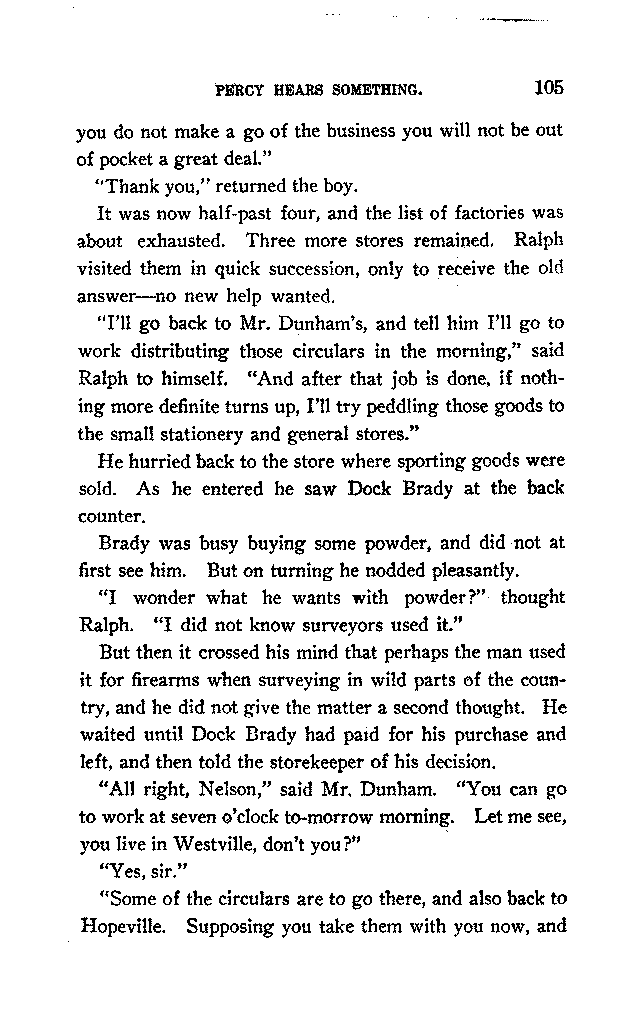 PERCY HEARS SOMETHING. 105
you do not make a go of the business you will not be out
of pocket a great deal."
"Thank you," returned the boy.
It was now half-past four, and the list of factories was
about exhausted. Three more stores remained. Ralph
visited them in quick succession, only to receive the old
answer—no new help wanted.
"I'll go back to Mr. Dunham's, and tell him I'll go to
work distributing those circulars in the morning," said
Ralph to himself. "And after that job is done, if noth-
ing more definite turns up, I'll try peddling those goods to
the small stationery and general stores."
He hurried back to the store where sporting goods were
sold. As he entered he saw Dock Brady at the back
counter.
Brady was busy buying some powder, and did not at
first see him. But on turning he nodded pleasantly.
"I wonder what he wants with powder?" thought
Ralph. "I did not know surveyors used it."
But then it crossed his mind that perhaps the man used
it for firearms when surveying in wild parts of the coun-
try, and he did not give the matter a second thought. He
waited until Dock Brady had paid for his purchase and
left, and then told the storekeeper of his decision.
"All right, Nelson," said Mr. Dunham. "You can go
to work at seven o'clock to-morrow morning. Let me see,
you live in Westville, don't you?"
"Yes, sir."
"Some of the circulars are to go there, and also back to
Hopeville. Supposing you take them with you now, and